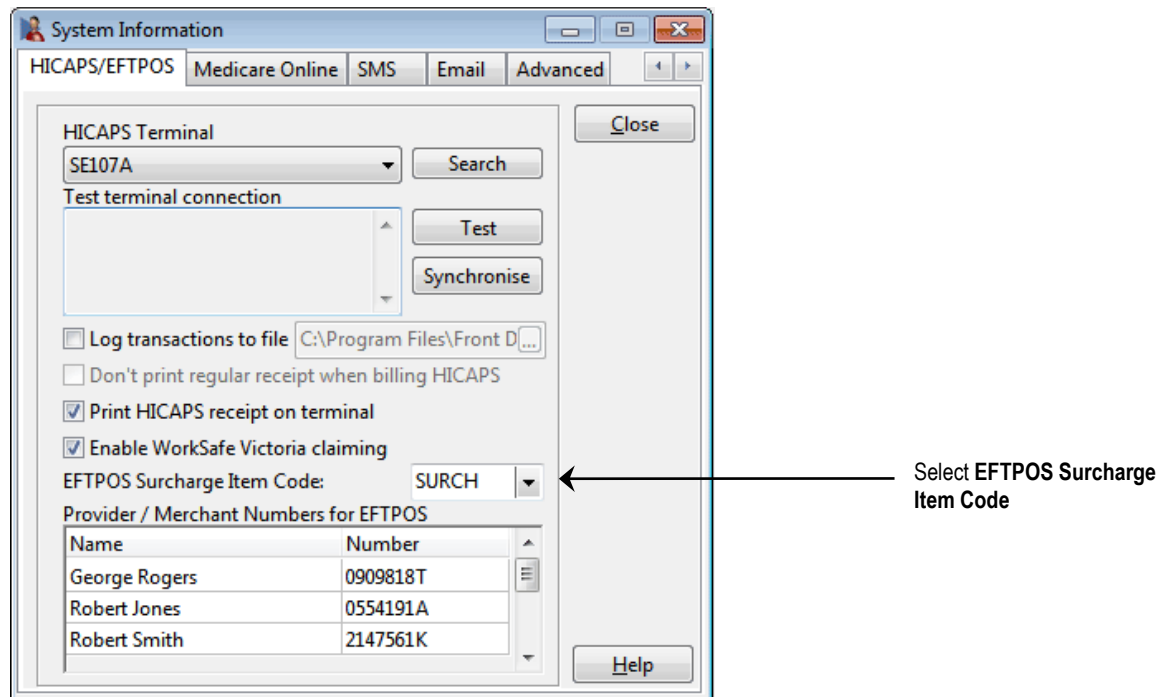 System Information
HICAPS/EFTPOS Medicare Online SMS Email Advanced
Close
HICAPS Terminal
SE107A Search
Test terminal connection
Test
Synchronise
Log transactions to file C:\Program Files\Front D...
Don't print regular receipt when billing HICAPS
Print HICAPS receipt on terminal
Enable WorkSafe Victoria claiming
EFTPOS Surcharge Item Code: SURCH
Select EFTPOS Surcharge
Item Code
Provider / Merchant Numbers for EFTPOS
Name Number
George Rogers 0909818T
Robert Jones 0554191A
Robert Smith 2147561K
Help